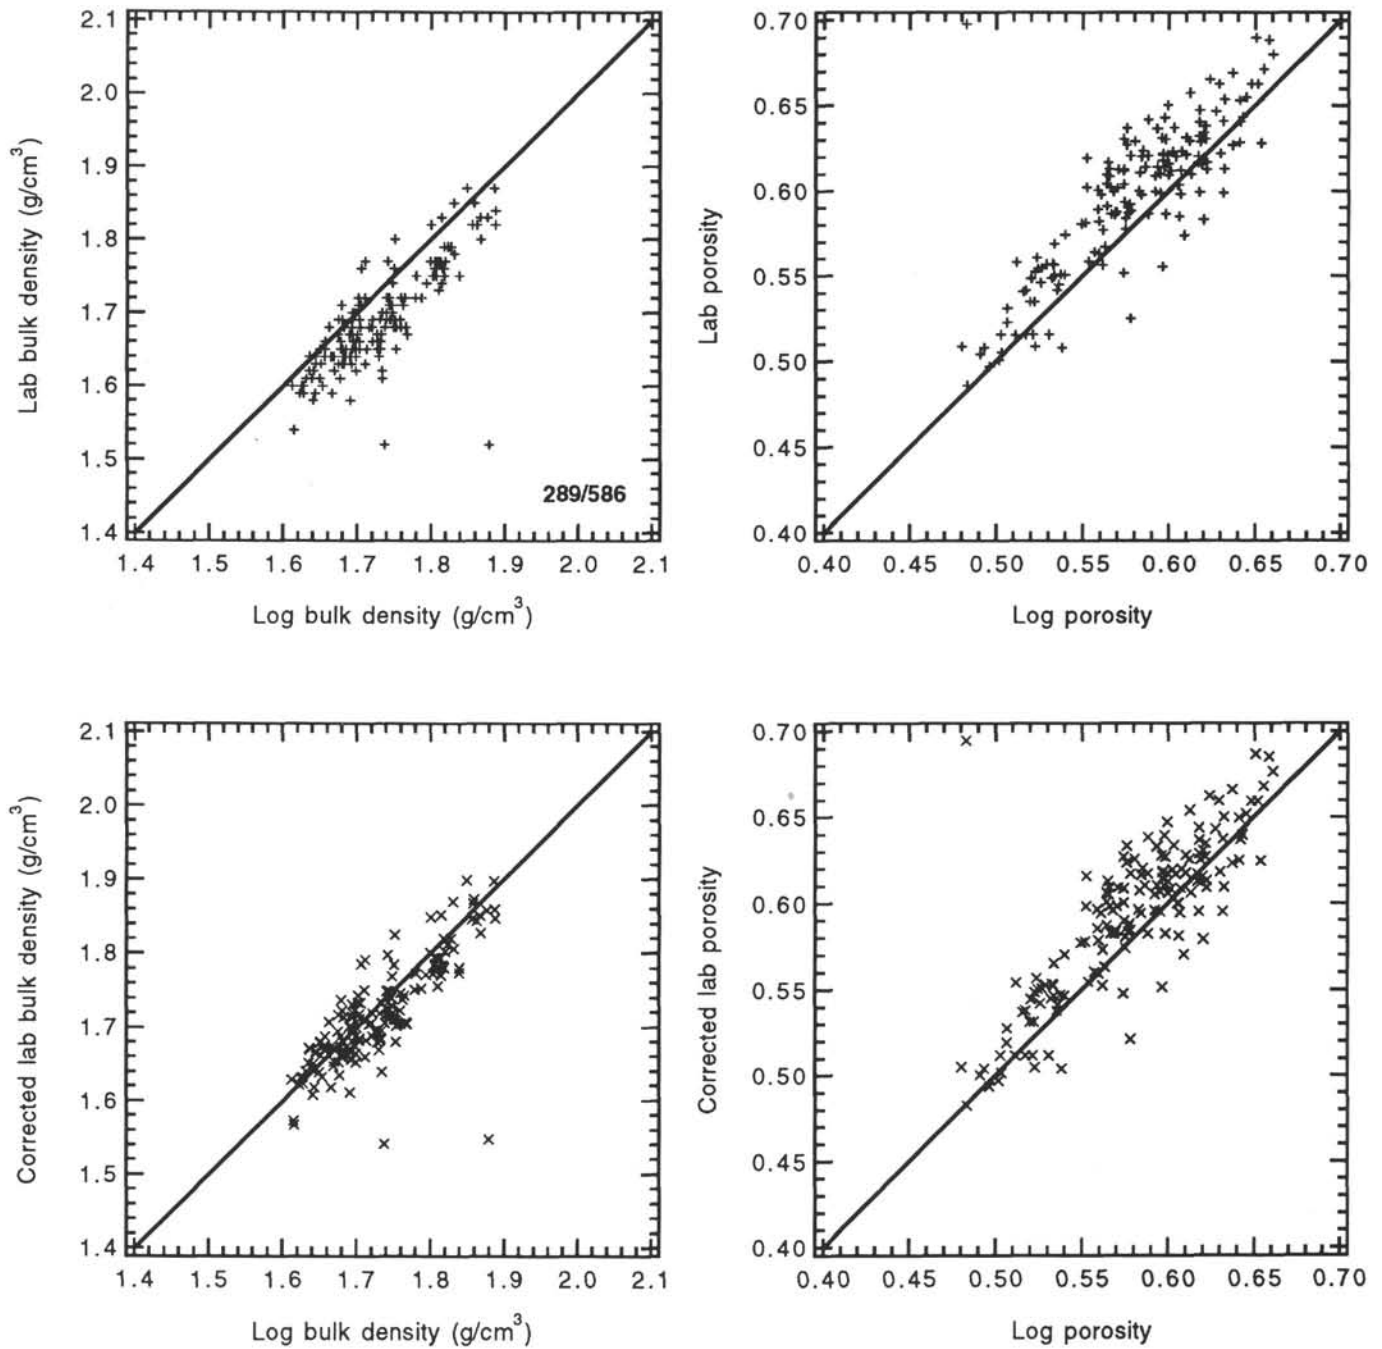 2.1
2.0
1.9
1.8
1.7
1.6
1.5
1.4
Lab bulk density (g/cm³)
289/586
1.4 1.5 1.6 1.7 1.8 1.9 2.0 2.1
Log bulk density (g/cm³)
0.70
0.65
0.60
0.55
0.50
0.45
0.40
Lab porosity
0.40 0.45 0.50 0.55 0.60 0.65 0.70
Log porosity
2.1
2.0
1.9
1.8
1.7
1.6
1.5
1.4
Corrected lab bulk density (g/cm³)
1.4 1.5 1.6 1.7 1.8 1.9 2.0 2.1
Log bulk density (g/cm³)
0.70
0.65
0.60
0.55
0.50
0.45
0.40
Corrected lab porosity
0.40 0.45 0.50 0.55 0.60 0.65 0.70
Log porosity